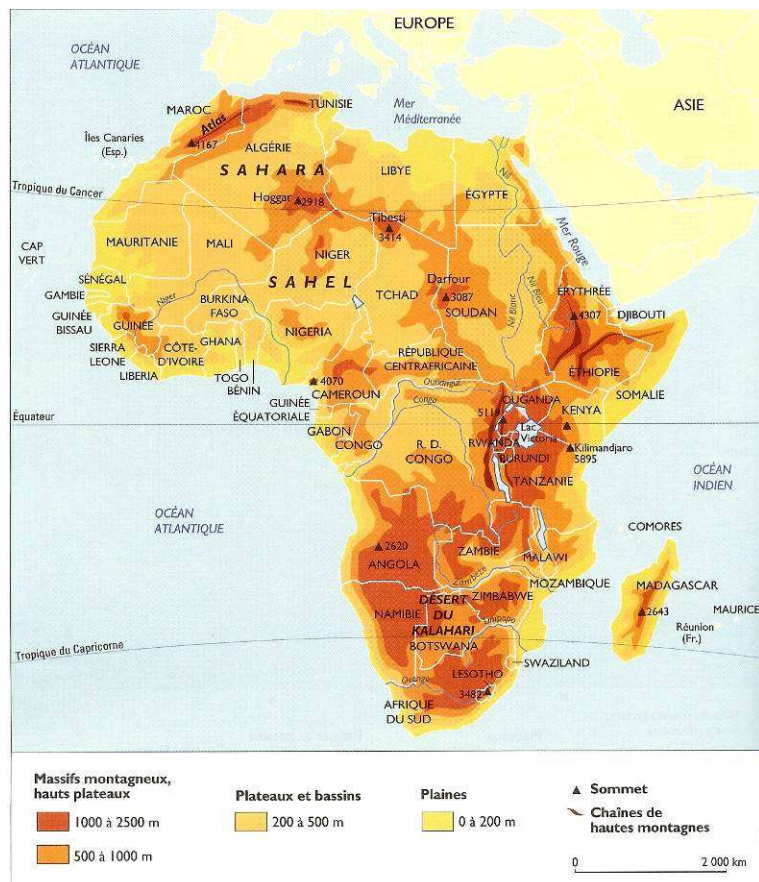 EUROPE
OCÉAN
ATLANTIQUE
ASIE
Mer
Méditerranée
MAROC
Atlas
4167
TUNISIE
Îles Canaries
(Esp.)
ALGÉRIE
SAHARA
LIBYE
ÉGYPTE
Nil
Tropique du Cancer
Hoggar
2918
Tibesti
3414
Mer Rouge
CAP
VERT
MAURITANIE
MALI
NIGER
SAHEL
TCHAD
Darfour
3087
SOUDAN
Nil Blanc
Nil Bleu
ÉRYTHRÉE
4307
DJIBOUTI
SÉNÉGAL
GAMBIE
GUINÉE
BISSAU
GUINÉE
Niger
BURKINA
FASO
NIGERIA
SIERRA
LEONE
LIBERIA
CÔTE-
D'IVOIRE
GHANA
TOGO
BÉNIN
RÉPUBLIQUE
CENTRAFRICAINE
ÉTHIOPIE
SOMALIE
4070
CAMEROUN
GUINÉE
ÉQUATORIALE
Oubangui
Congo
OUGANDA
5119
KENYA
Équateur
GABON
CONGO
R. D.
CONGO
RWANDA
BURUNDI
Lac
Victoria
Kilimandjaro
5895
TANZANIE
OCÉAN
INDIEN
OCÉAN
ATLANTIQUE
COMORES
2620
ANGOLA
ZAMBIE
MALAWI
Zambèze
MOZAMBIQUE
MADAGASCAR
2643
MAURICE
Réunion
(Fr.)
NAMIBIE
DÉSERT
DU
KALAHARI
ZIMBABWE
Limpopo
BOTSWANA
Tropique du Capricorne
SWAZILAND
LESOTHO
3482
Orange
AFRIQUE
DU SUD
Massifs montagneux,
hauts plateaux
1000 à 2500 m
500 à 1000 m
Plateaux et bassins
200 à 500 m
Plaines
0 à 200 m
Sommet
Chaînes de
hautes montagnes
0 2 000 km